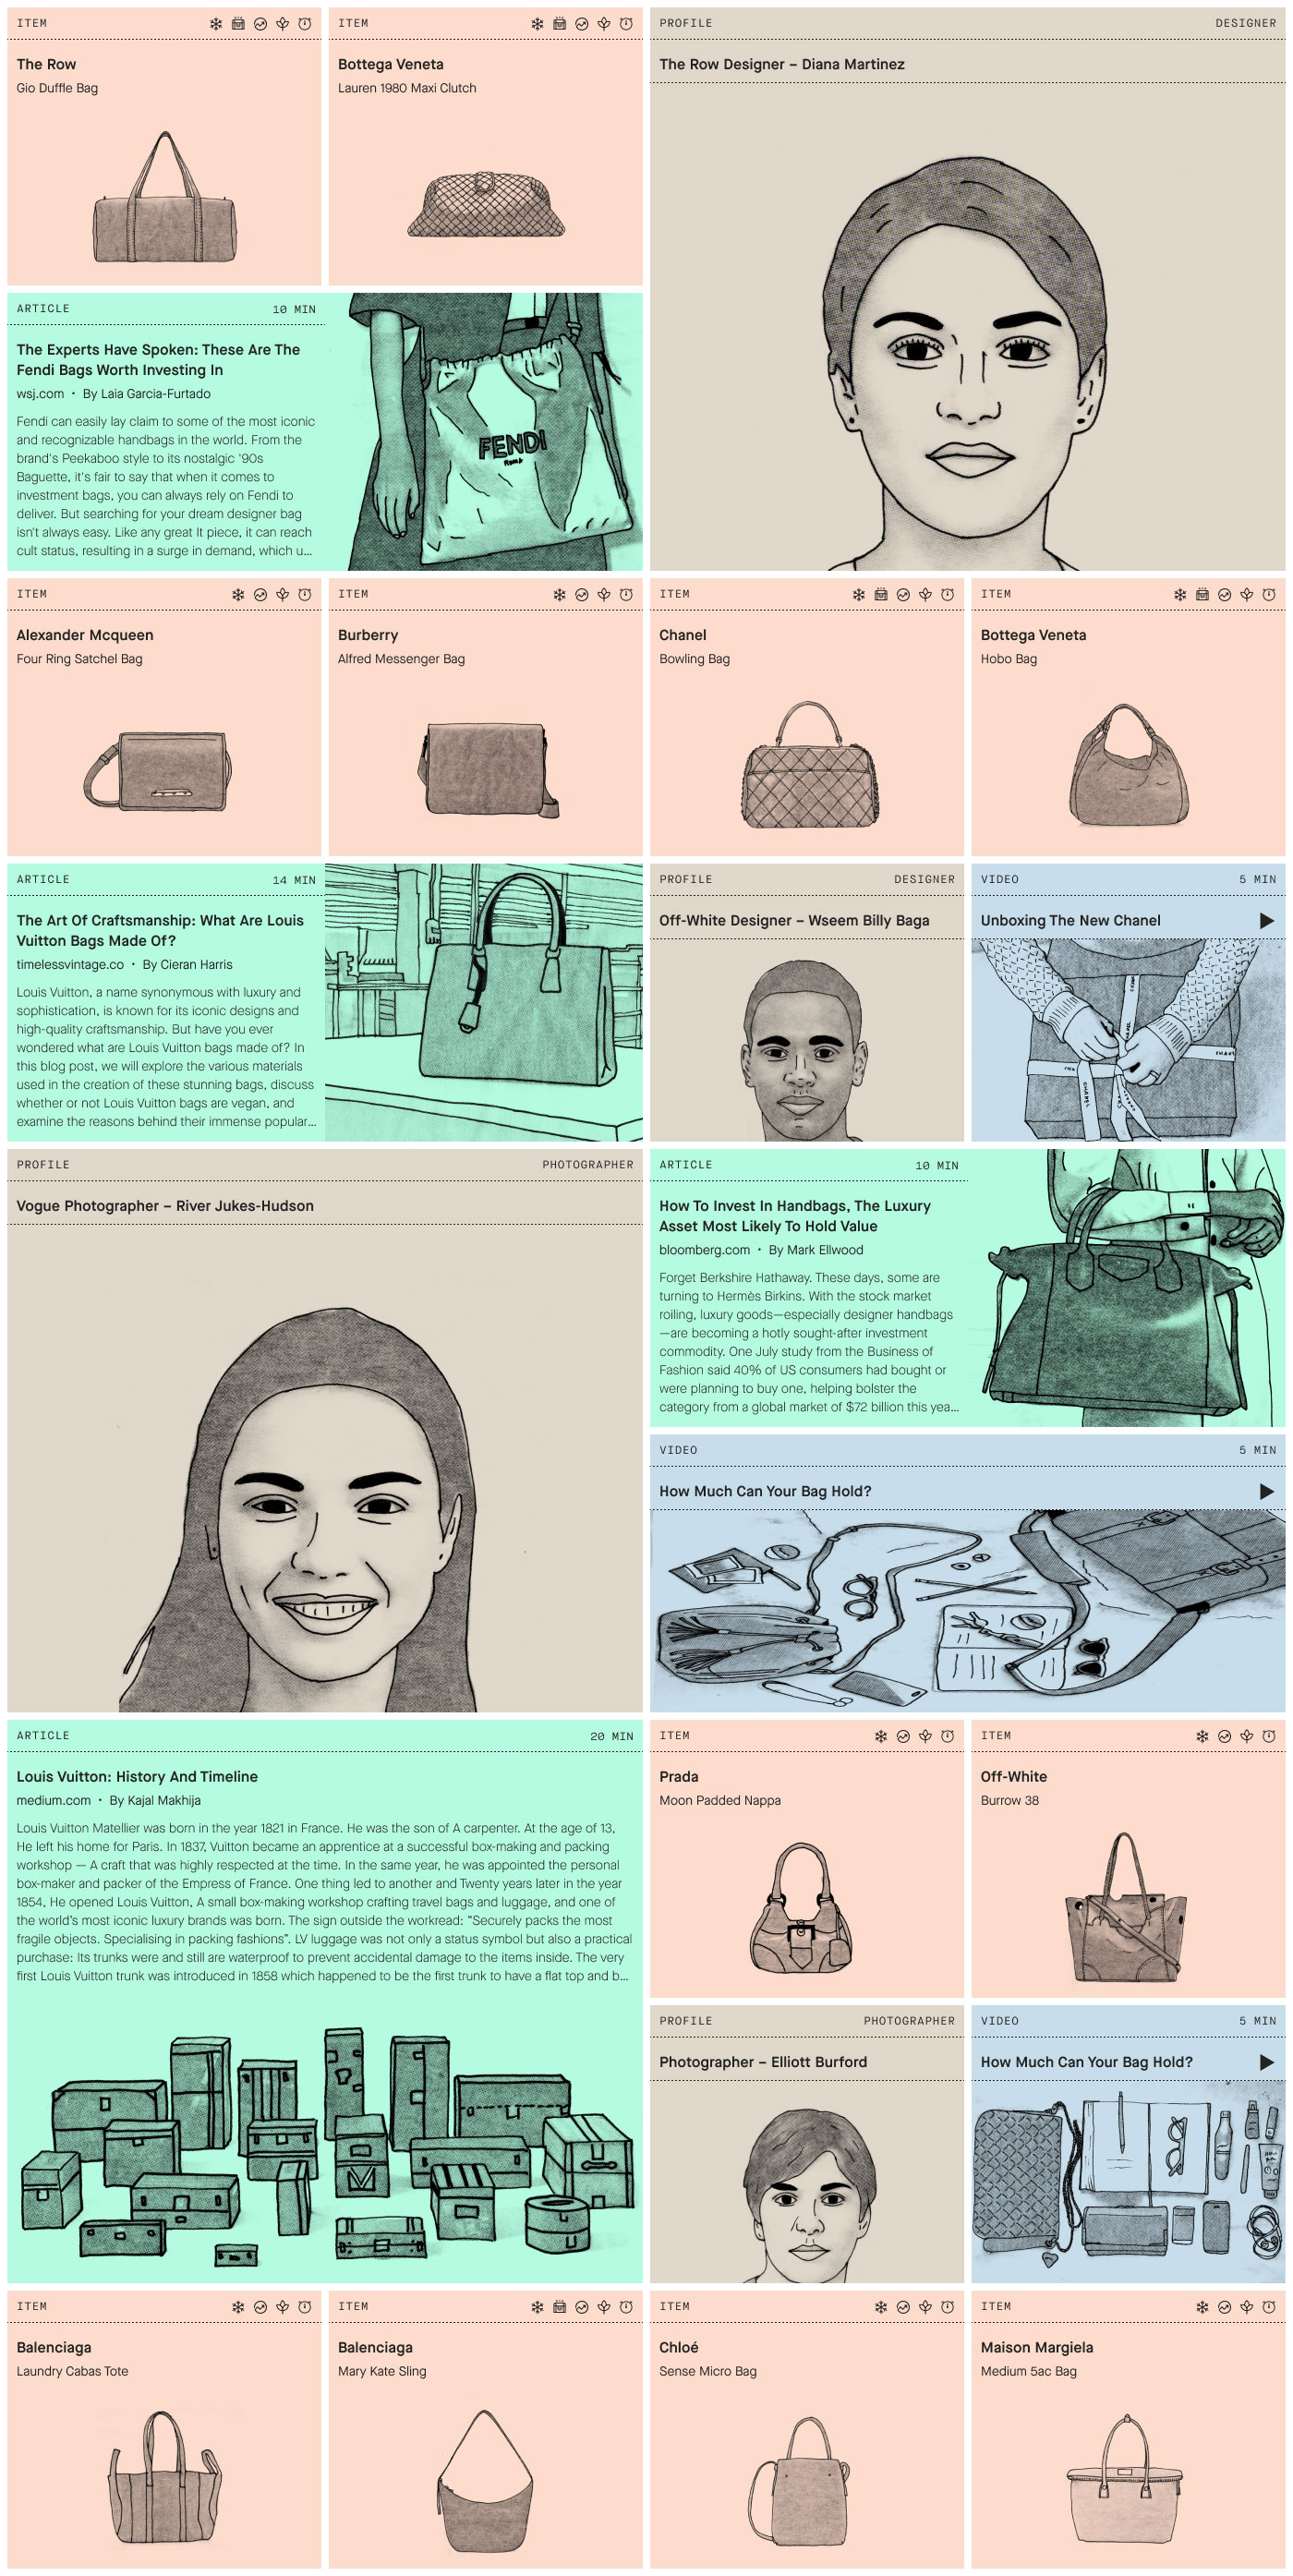 ITEM
The Row
Gio Duffle Bag
ITEM
Bottega Veneta
Lauren 1980 Maxi Clutch
PROFILE
DESIGNER
The Row Designer – Diana Martinez
ARTICLE
10 MIN
The Experts Have Spoken: These Are The
Fendi Bags Worth Investing In
wsj.com • By Laia Garcia-Furtado
Fendi can easily lay claim to some of the most iconic
and recognizable handbags in the world. From the
brand's Peekaboo style to its nostalgic '90s
Baguette, it's fair to say that when it comes to
investment bags, you can always rely on Fendi to
deliver. But searching for your dream designer bag
isn't always easy. Like any great It piece, it can reach
cult status, resulting in a surge in demand, which u...
FENDI
ROMA
ITEM
Alexander Mcqueen
Four Ring Satchel Bag
ITEM
Burberry
Alfred Messenger Bag
ITEM
Chanel
Bowling Bag
ITEM
Bottega Veneta
Hobo Bag
ARTICLE
14 MIN
The Art Of Craftsmanship: What Are Louis
Vuitton Bags Made Of?
timelessvintage.co • By Cieran Harris
Louis Vuitton, a name synonymous with luxury and
sophistication, is known for its iconic designs and
high-quality craftsmanship. But have you ever
wondered what are Louis Vuitton bags made of? In
this blog post, we will explore the various materials
used in the creation of these stunning bags, discuss
whether or not Louis Vuitton bags are vegan, and
examine the reasons behind their immense popular...
PROFILE
DESIGNER
Off-White Designer – Wseem Billy Baga
VIDEO
5 MIN
Unboxing The New Chanel
CHANEL
PROFILE
PHOTOGRAPHER
Vogue Photographer – River Jukes-Hudson
ARTICLE
10 MIN
How To Invest In Handbags, The Luxury
Asset Most Likely To Hold Value
bloomberg.com • By Mark Ellwood
Forget Berkshire Hathaway. These days, some are
turning to Hermès Birkins. With the stock market
roiling, luxury goods—especially designer handbags
—are becoming a hotly sought-after investment
commodity. One July study from the Business of
Fashion said 40% of US consumers had bought or
were planning to buy one, helping bolster the
category from a global market of $72 billion this yea...
VIDEO
5 MIN
How Much Can Your Bag Hold?
ARTICLE
20 MIN
Louis Vuitton: History And Timeline
medium.com • By Kajal Makhija
Louis Vuitton Matellier was born in the year 1821 in France. He was the son of A carpenter. At the age of 13,
He left his home for Paris. In 1837, Vuitton became an apprentice at a successful box-making and packing
workshop — A craft that was highly respected at the time. In the same year, he was appointed the personal
box-maker and packer of the Empress of France. One thing led to another and Twenty years later in the year
1854, He opened Louis Vuitton, A small box-making workshop crafting travel bags and luggage, and one of
the world's most iconic luxury brands was born. The sign outside the workread: “Securely packs the most
fragile objects. Specialising in packing fashions”. LV luggage was not only a status symbol but also a practical
purchase: Its trunks were and still are waterproof to prevent accidental damage to the items inside. The very
first Louis Vuitton trunk was introduced in 1858 which happened to be the first trunk to have a flat top and b...
ITEM
Prada
Moon Padded Nappa
ITEM
Off-White
Burrow 38
PROFILE
PHOTOGRAPHER
Photographer – Elliott Burford
VIDEO
5 MIN
How Much Can Your Bag Hold?
ITEM
Balenciaga
Laundry Cabas Tote
ITEM
Balenciaga
Mary Kate Sling
ITEM
Chloé
Sense Micro Bag
ITEM
Maison Margiela
Medium 5ac Bag